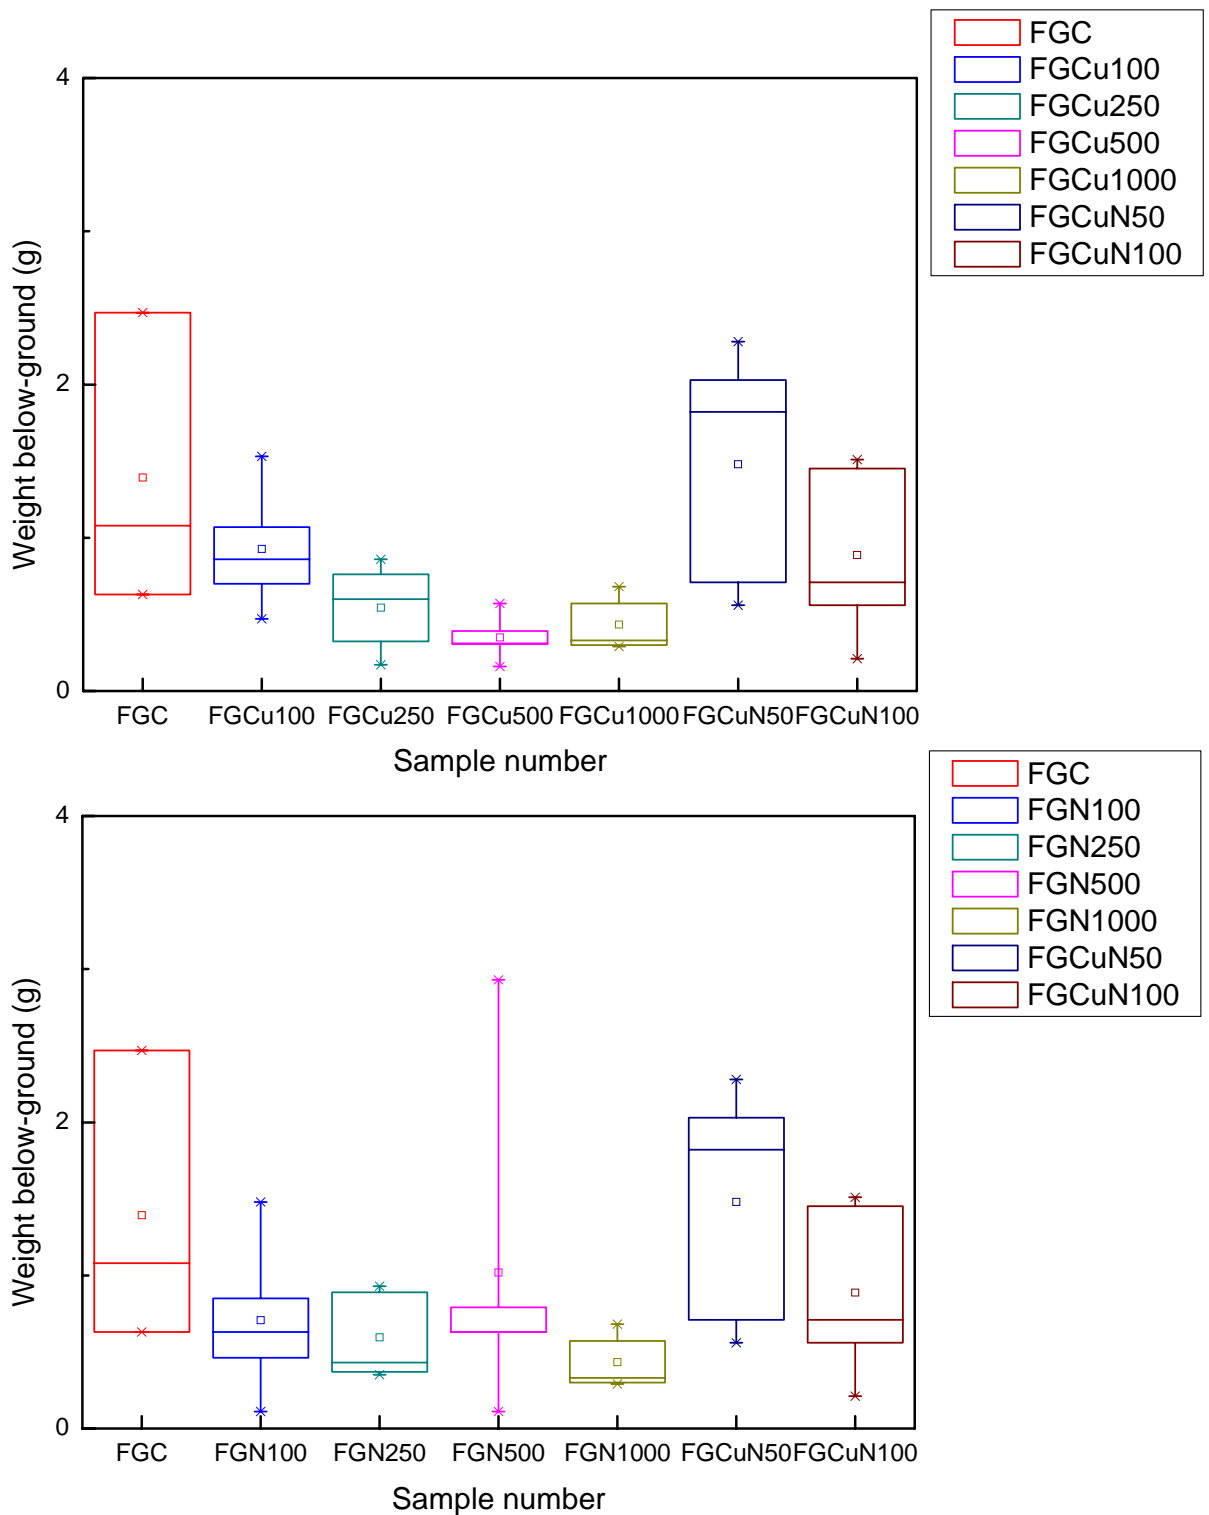 FGC
FGCu100
FGCu250
FGCu500
FGCu1000
FGCuN50
FGCuN100
4
2
0
Weight below-ground (g)
FGC FGCu100 FGCu250 FGCu500 FGCu1000 FGCuN50 FGCuN100
Sample number
FGC
FGN100
FGN250
FGN500
FGN1000
FGCuN50
FGCuN100
4
2
0
Weight below-ground (g)
FGC FGN100 FGN250 FGN500 FGN1000 FGCuN50 FGCuN100
Sample number